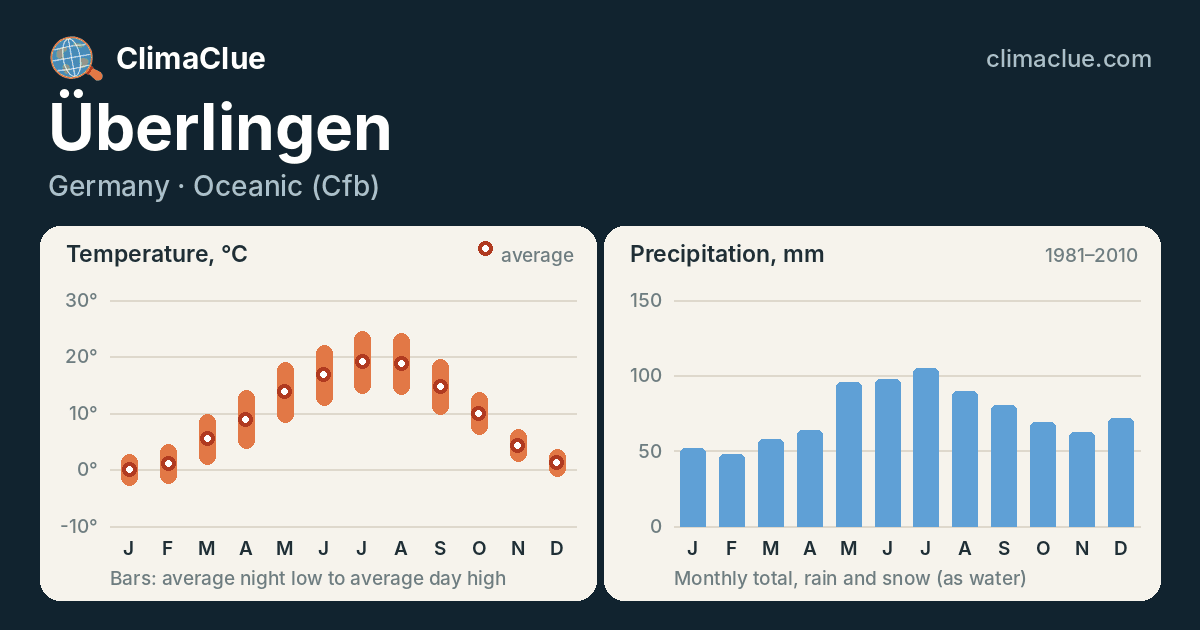 ClimaClue
climaclue.com
Überlingen
Germany · Oceanic (Cfb)
Temperature, °C
average
30°
20°
10°
0°
-10°
J F M A M J J A S O N D
Bars: average night low to average day high
Precipitation, mm
1981–2010
150
100
50
0
J F M A M J J A S O N D
Monthly total, rain and snow (as water)